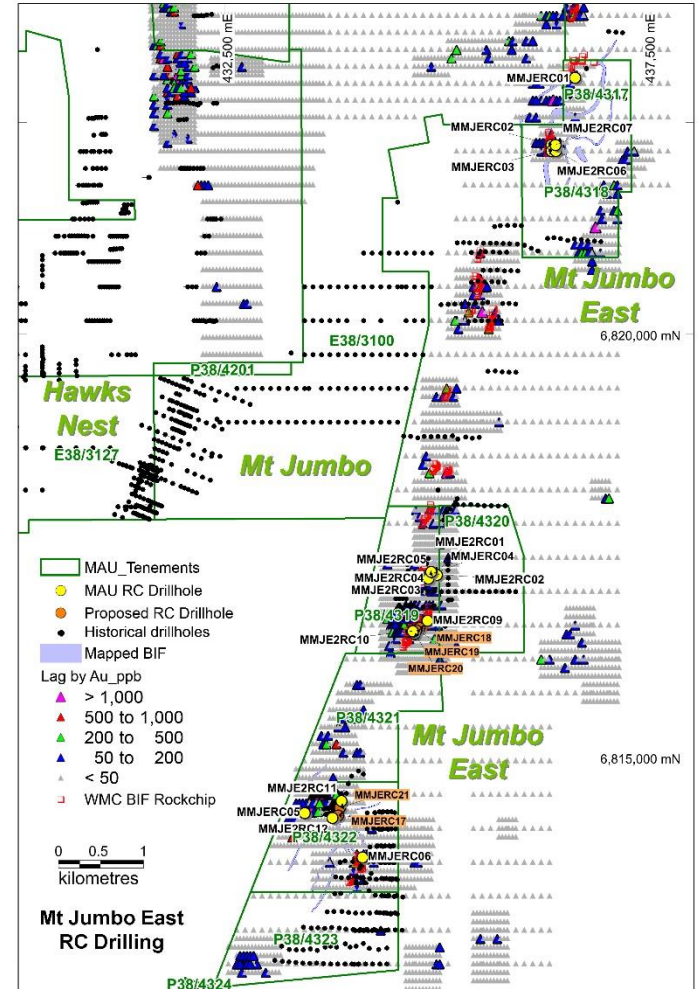 432,500 mE
437,500 mE
MMJERC01
P38/4317
MMJERC02
MMJE2RC07
MMJERC03
MMJE2RC06
P38/4318
Mt Jumbo
East
6,820,000 mN
E38/3100
P38/4201
Hawks
Nest
E38/3127
Mt Jumbo
P38/4320
MMJE2RC01
MMJE2RC05
MMJERC04
MMJE2RC04
MMJE2RC02
MMJE2RC03
P38/4319
MMJE2RC09
MMJE2RC10
MMJERC18
MMJERC19
MMJERC20
MAU_Tenements
MAU RC Drillhole
Proposed RC Drillhole
Historical drillholes
Mapped BIF
Lag by Au_ppb
> 1,000
500 to 1,000
200 to 500
50 to 200
< 50
WMC BIF Rockchip
P38/4321
Mt Jumbo
East
6,815,000 mN
MMJE2RC11
MMJERC21
MMJERC05
MMJERC17
MMJE2RC12
P38/4322
MMJERC06
0 0.5 1
kilometres
Mt Jumbo East
RC Drilling
P38/4323
P38/4324